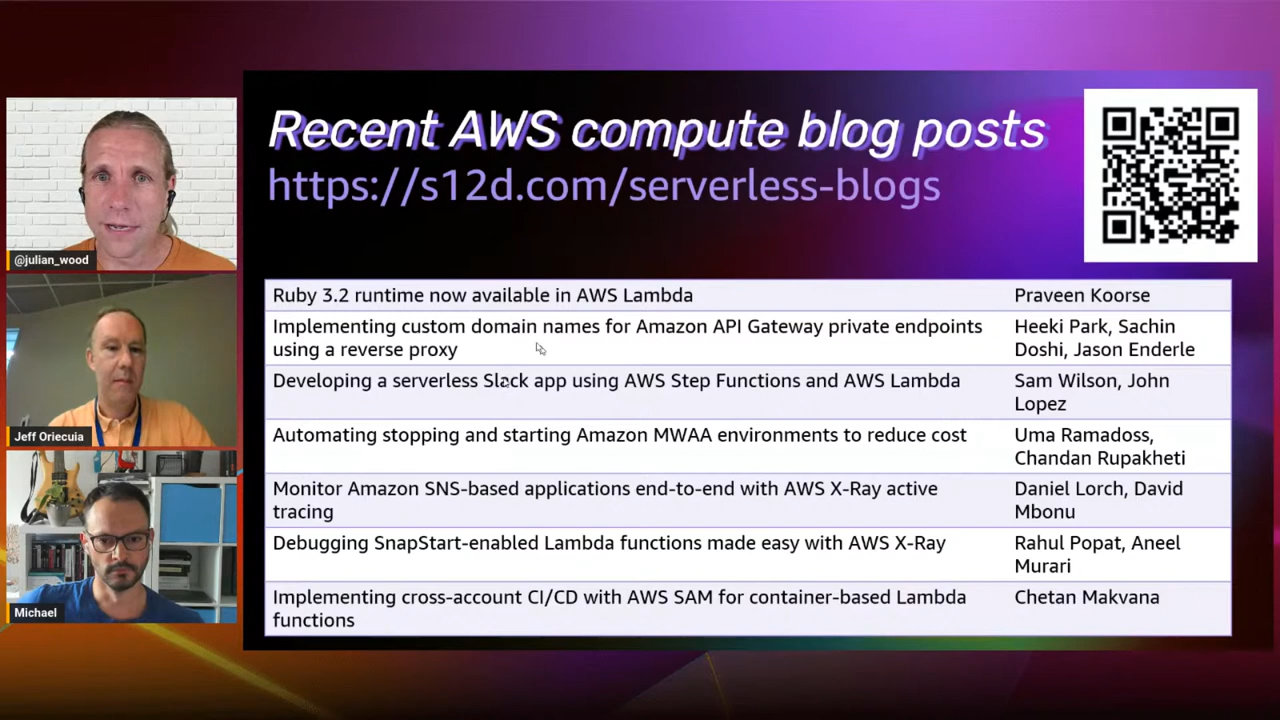 Recent AWS compute blog posts
https://s12d.com/serverless-blogs
@julian_wood
Jeff Oriecuia
Michael
Ruby 3.2 runtime now available in AWS Lambda
Praveen Koorse
Implementing custom domain names for Amazon API Gateway private endpoints
using a reverse proxy
Heeki Park, Sachin
Doshi, Jason Enderle
Developing a serverless Slack app using AWS Step Functions and AWS Lambda
Sam Wilson, John
Lopez
Automating stopping and starting Amazon MWAA environments to reduce cost
Uma Ramadoss,
Chandan Rupakheti
Monitor Amazon SNS-based applications end-to-end with AWS X-Ray active
tracing
Daniel Lorch, David
Mbonu
Debugging SnapStart-enabled Lambda functions made easy with AWS X-Ray
Rahul Popat, Aneel
Murari
Implementing cross-account CI/CD with AWS SAM for container-based Lambda
functions
Chetan Makvana